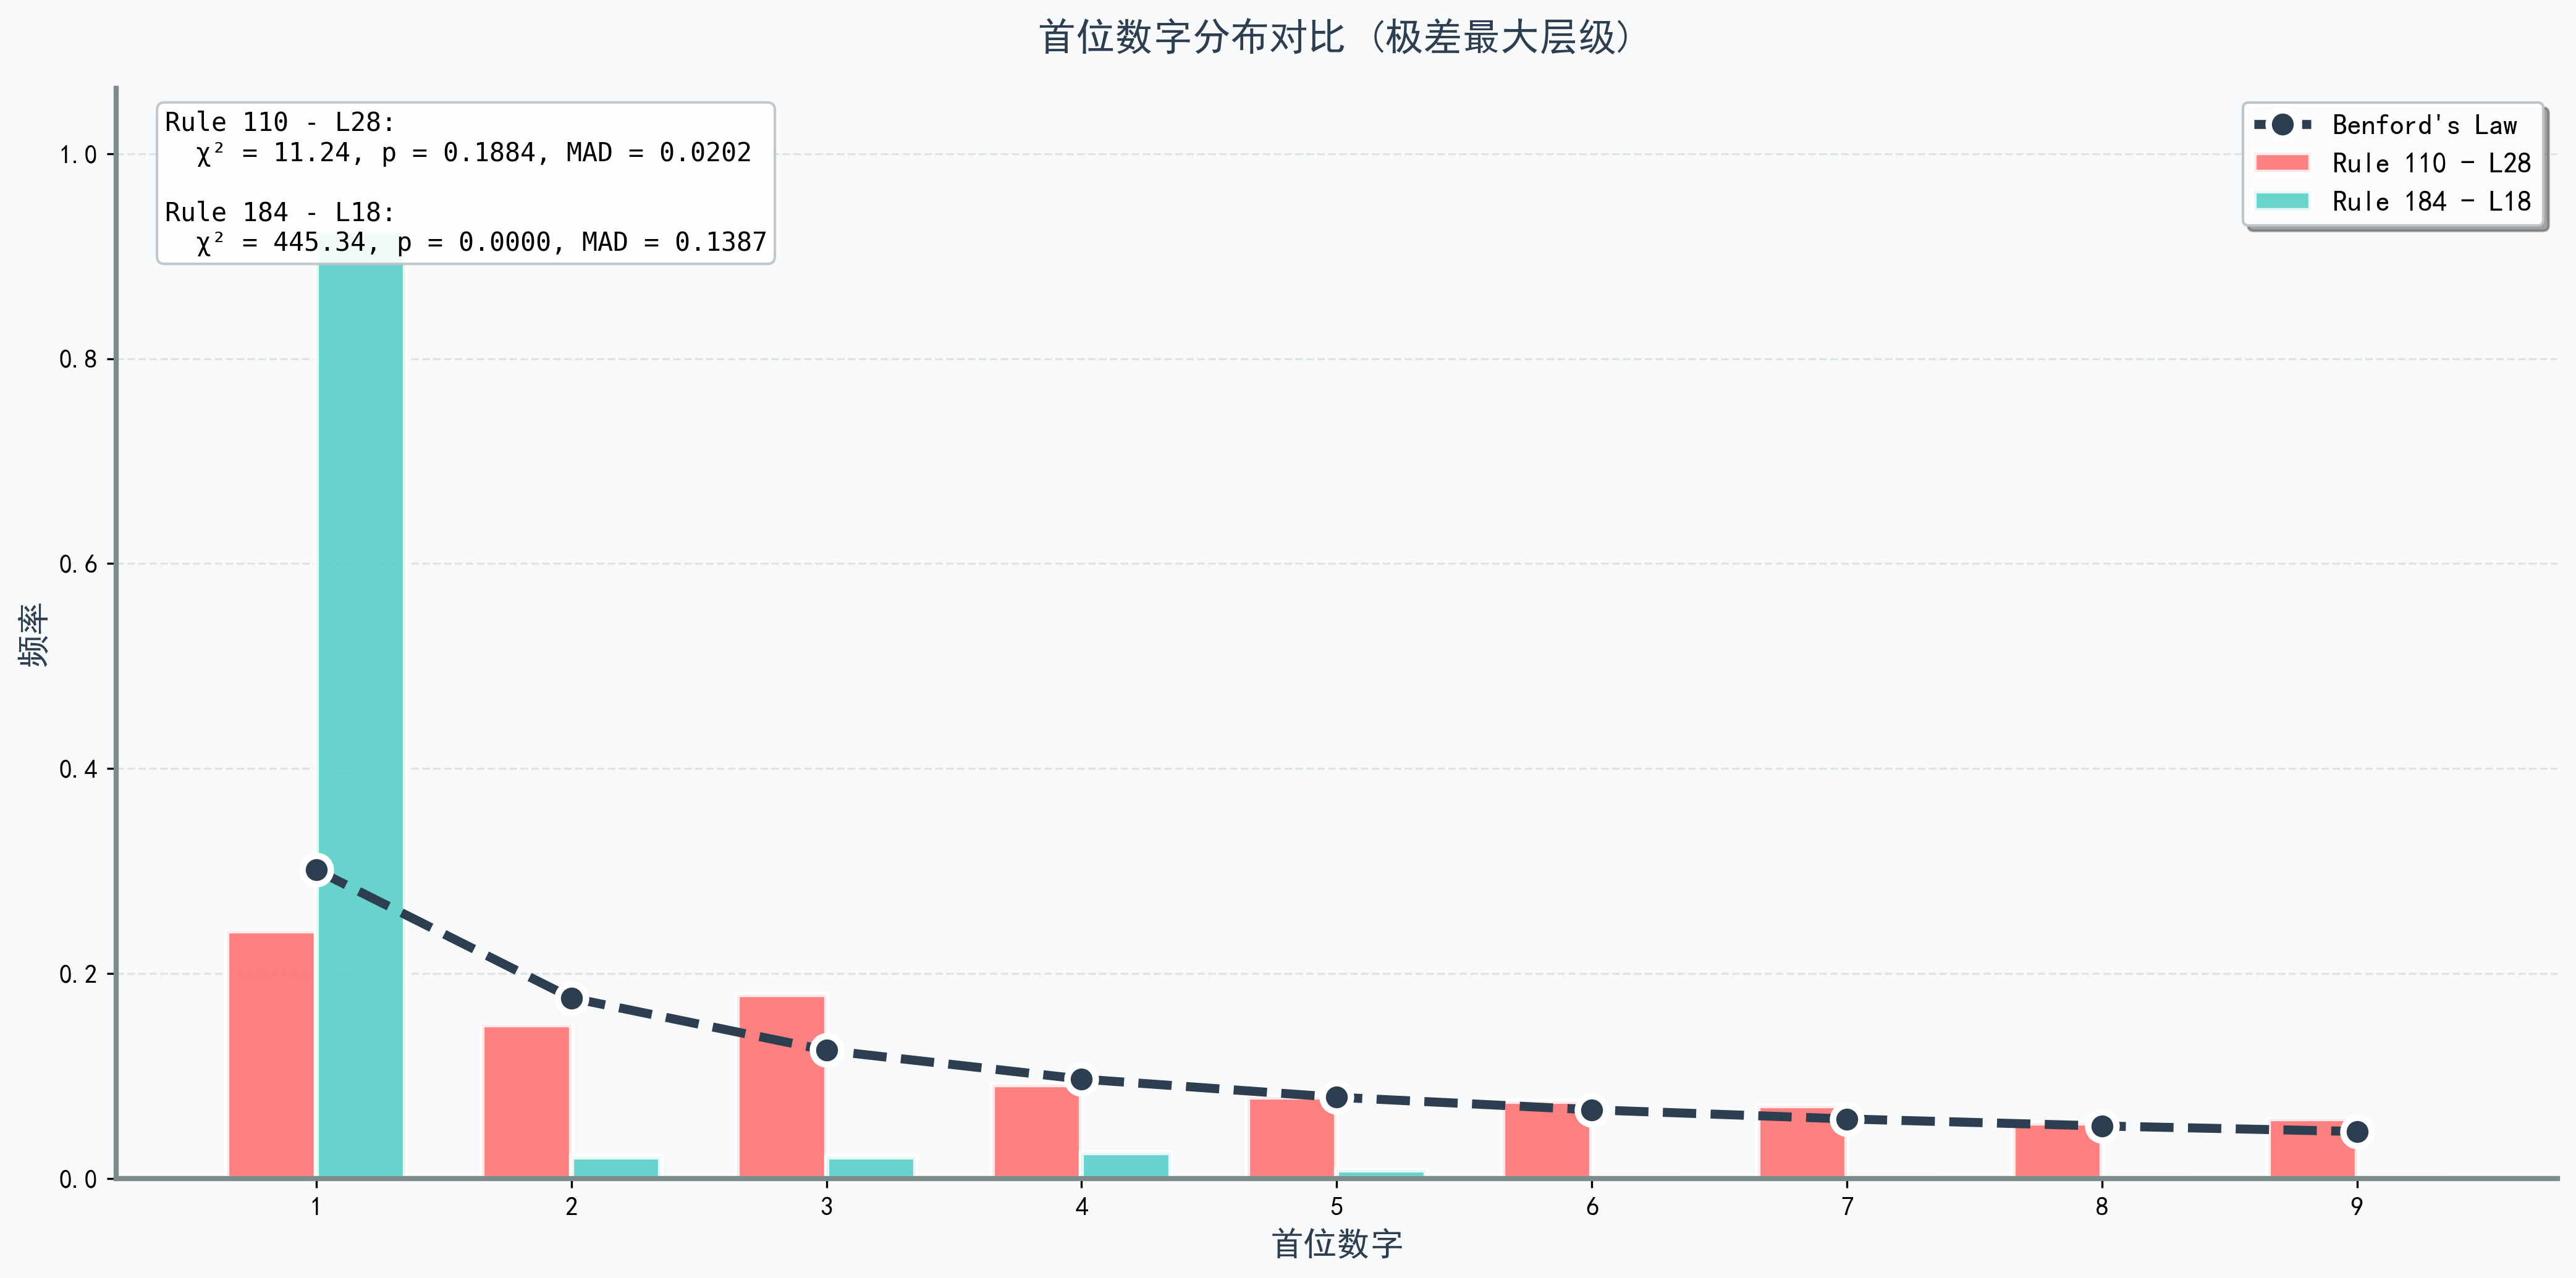 首位数字分布对比 (极差最大层级)
Rule 110 - L28:
χ² = 11.24, p = 0.1884, MAD = 0.0202
Rule 184 - L18:
χ² = 445.34, p = 0.0000, MAD = 0.1387
Benford's Law
Rule 110 - L28
Rule 184 - L18
频率
1.0
0.8
0.6
0.4
0.2
0.0
1 2 3 4 5 6 7 8 9
首位数字